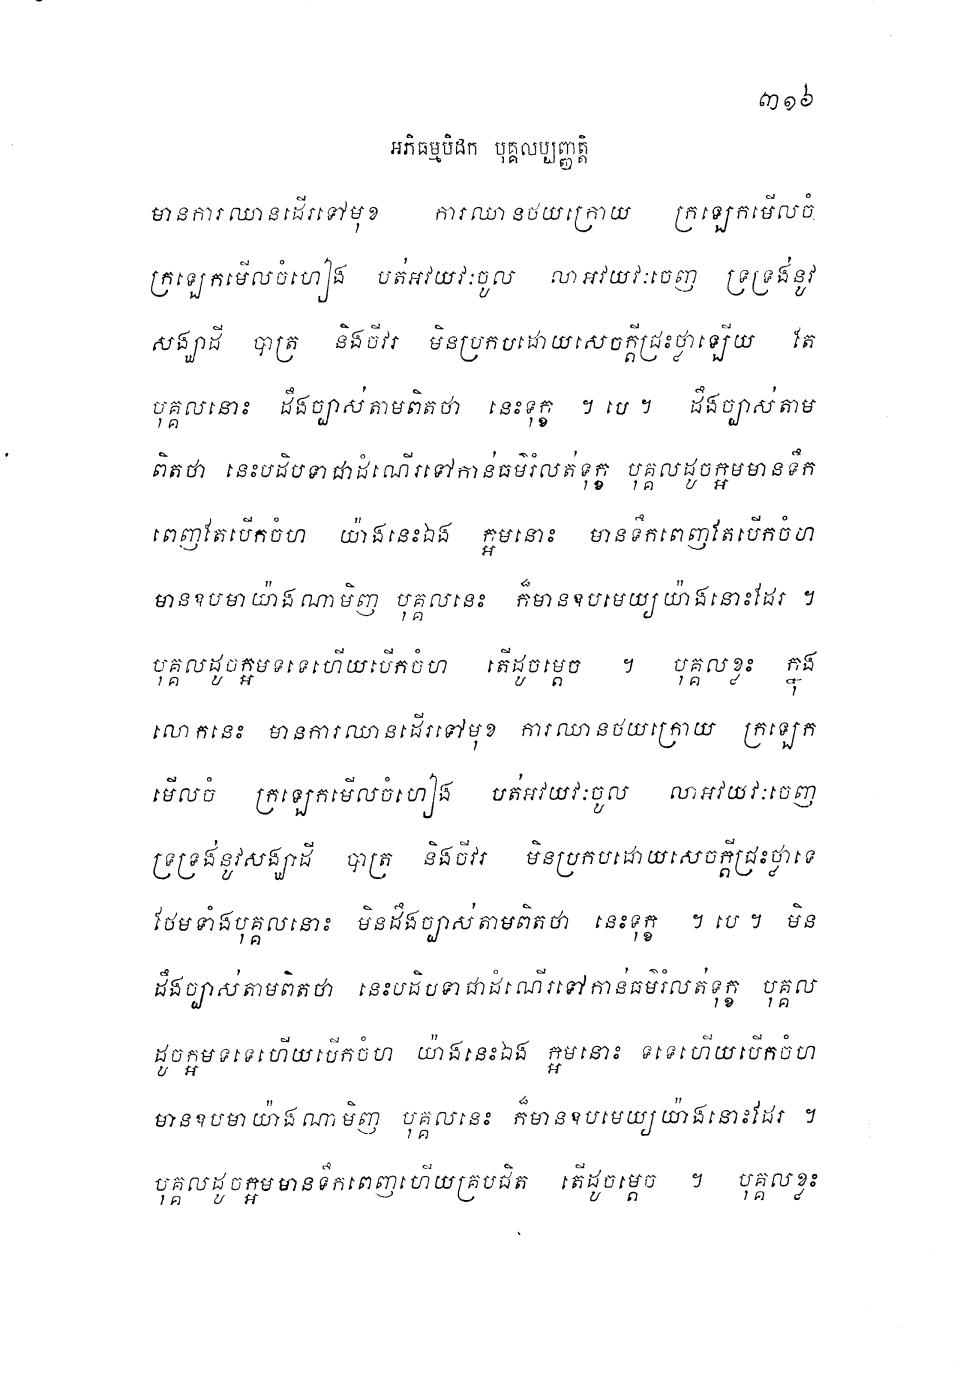 ៣១៦
អភិធម្មបិដក បុគ្គលប្បញ្ញត្តិ
មានការឈានដើរទៅមុខ ការឈានថយក្រោយ ក្រឡេកមើលចំ
ក្រឡេកមើលចំហៀង បត់អវយវៈចូល លាអវយវៈចេញ ទ្រទ្រង់នូវ
សង្ឃាដី បាត្រ និងចីវរ មិនប្រកបដោយសេចក្តីជ្រះថ្លាឡើយ តែ
បុគ្គលនោះ ដឹងច្បាស់តាមពិតថា នេះទុក្ខ ។ បេ ។ ដឹងច្បាស់តាម
ពិតថា នេះបដិបទាជាដំណើរទៅកាន់ធម៌រំលត់ទុក្ខ បុគ្គលដូចក្អមមានទឹក
ពេញតែបើកចំហ យ៉ាងនេះឯង ក្អមនោះ មានទឹកពេញតែបើកចំហ
មានឧបមាយ៉ាងណាមិញ បុគ្គលនេះ ក៏មានឧបមេយ្យយ៉ាងនោះដែរ ។
បុគ្គលដូចក្អមទទេហើយបើកចំហ តើដូចម្តេច ។ បុគ្គលខ្លះ ក្នុង
លោកនេះ មានការឈានដើរទៅមុខ ការឈានថយក្រោយ ក្រឡេក
មើលចំ ក្រឡេកមើលចំហៀង បត់អវយវៈចូល លាអវយវៈចេញ
ទ្រទ្រង់នូវសង្ឃាដី បាត្រ និងចីវរ មិនប្រកបដោយសេចក្តីជ្រះថ្លាទេ
ថែមទាំងបុគ្គលនោះ មិនដឹងច្បាស់តាមពិតថា នេះទុក្ខ ។ បេ ។ មិន
ដឹងច្បាស់តាមពិតថា នេះបដិបទាជាដំណើរទៅកាន់ធម៌រំលត់ទុក្ខ បុគ្គល
ដូចក្អមទទេហើយបើកចំហ យ៉ាងនេះឯង ក្អមនោះ ទទេហើយបើកចំហ
មានឧបមាយ៉ាងណាមិញ បុគ្គលនេះ ក៏មានឧបមេយ្យយ៉ាងនោះដែរ ។
បុគ្គលដូចក្អមមានទឹកពេញហើយគ្របជិត តើដូចម្តេច ។ បុគ្គលខ្លះ